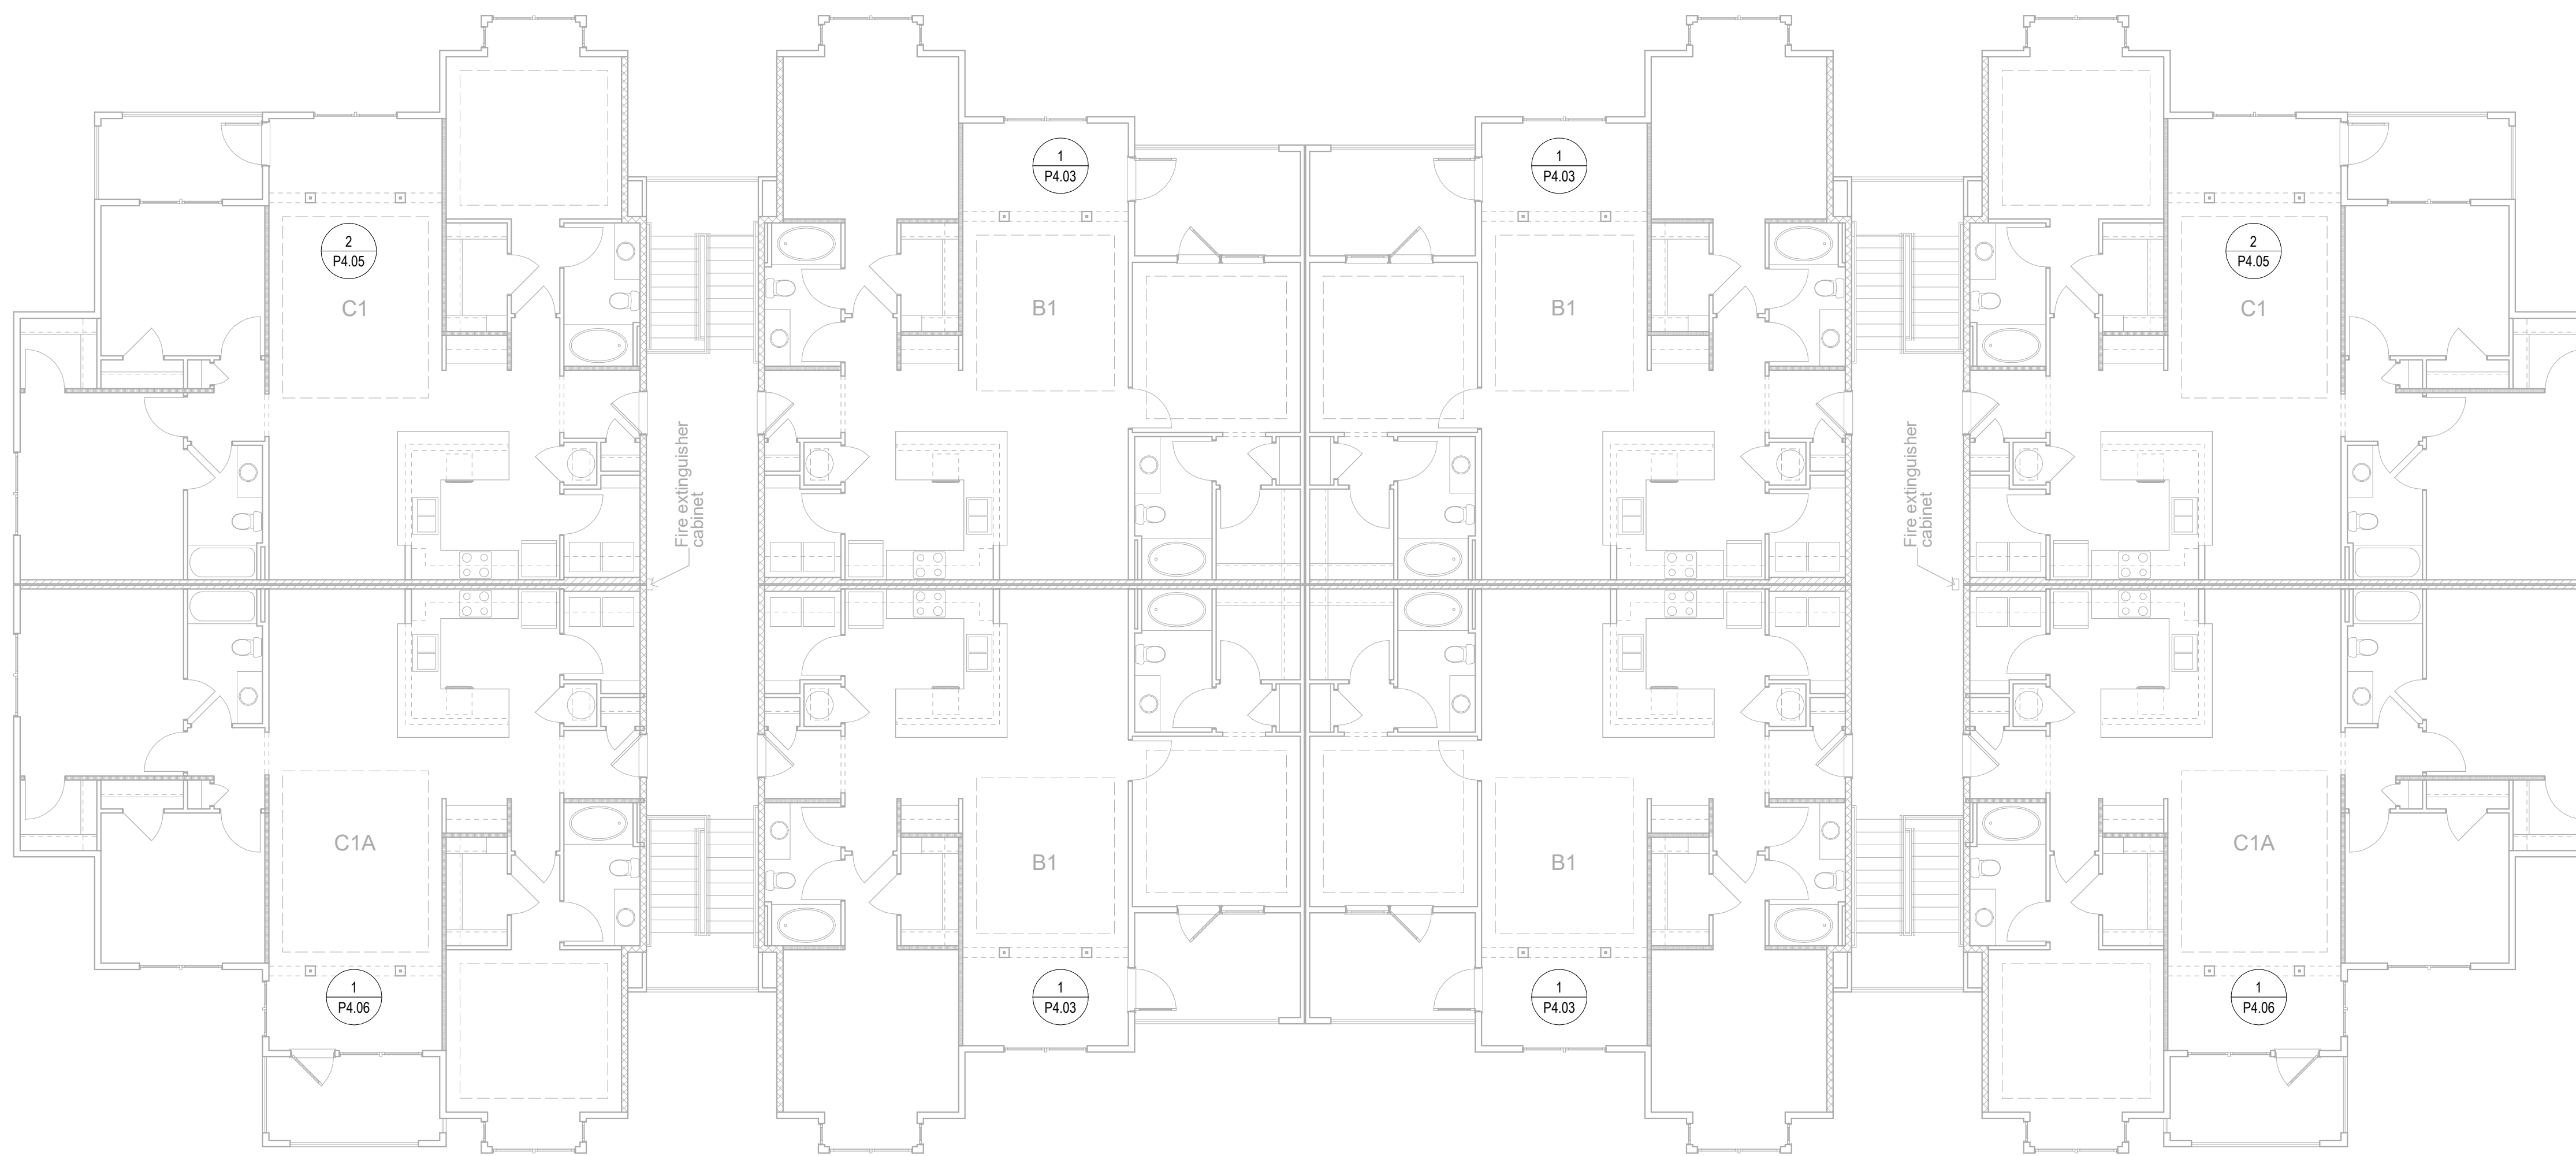 1
P4.03
1
P4.03
2
P4.05
2
P4.05
C1
B1
B1
C1
Fire extinguisher
cabinet
Fire extinguisher
cabinet
C1A
B1
B1
C1A
1
P4.06
1
P4.03
1
P4.03
1
P4.06